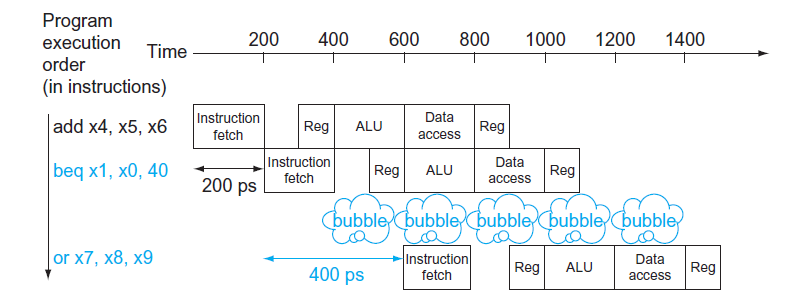 Program
execution
order
(in instructions)
Time
200 400 600 800 1000 1200 1400
add x4, x5, x6
Instruction
fetch
Reg
ALU
Data
access
Reg
beq x1, x0, 40
200 ps
Instruction
fetch
Reg
ALU
Data
access
Reg
bubble bubble bubble bubble bubble
or x7, x8, x9
400 ps
Instruction
fetch
Reg
ALU
Data
access
Reg